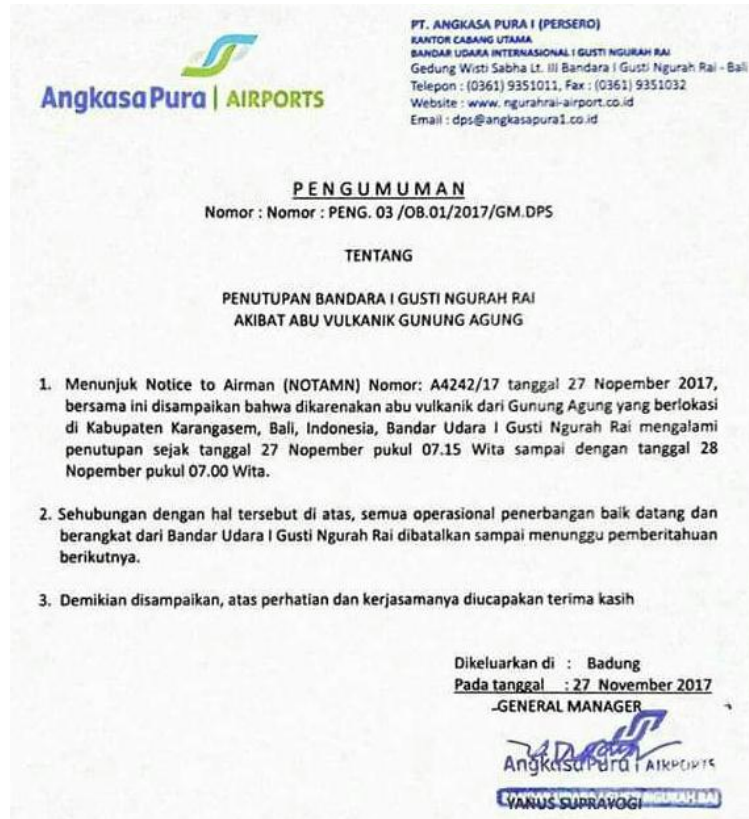 AngkasaPura | AIRPORTS
PT. ANGKASA PURA I (PERSERO)
KANTOR CABANG UTAMA
BANDAR UDARA INTERNASIONAL I GUSTI NGURAH RAI
Gedung Wisti Sabha Lt. III Bandara I Gusti Ngurah Rai - Bali
Telepon : (0361) 9351011, Fax : (0361) 9351032
Website : www. ngurahrai-airport.co.id
Email : dps@angkasapura1.co.id
PENGUMUMAN
Nomor : Nomor : PENG. 03 /OB.01/2017/GM.DPS
TENTANG
PENUTUPAN BANDARA I GUSTI NGURAH RAI
AKIBAT ABU VULKANIK GUNUNG AGUNG
1. Menunjuk Notice to Airman (NOTAMN) Nomor: A4242/17 tanggal 27 Nopember 2017,
bersama ini disampaikan bahwa dikarenakan abu vulkanik dari Gunung Agung yang berlokasi
di Kabupaten Karangasem, Bali, Indonesia, Bandar Udara I Gusti Ngurah Rai mengalami
penutupan sejak tanggal 27 Nopember pukul 07.15 Wita sampai dengan tanggal 28
Nopember pukul 07.00 Wita.
2. Sehubungan dengan hal tersebut di atas, semua operasional penerbangan baik datang dan
berangkat dari Bandar Udara I Gusti Ngurah Rai dibatalkan sampai menunggu pemberitahuan
berikutnya.
3. Demikian disampaikan, atas perhatian dan kerjasamanya diucapakan terima kasih
Dikeluarkan di : Badung
Pada tanggal : 27 November 2017
GENERAL MANAGER
AngkasaPura | AIRPORTS
YANUS SUPRAYOGI